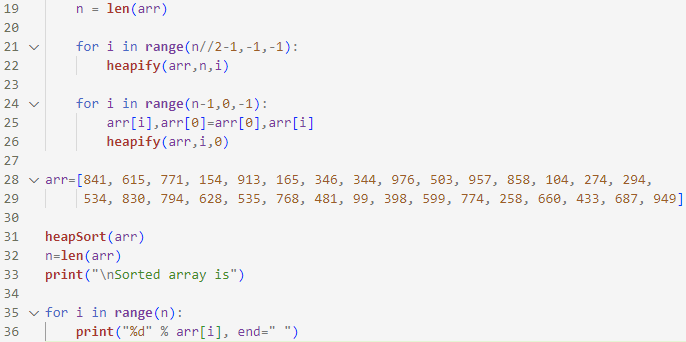 19 n = len(arr)
20
21 for i in range(n//2-1,-1,-1):
22 heapify(arr,n,i)
23
24 for i in range(n-1,0,-1):
25 arr[i],arr[0]=arr[0],arr[i]
26 heapify(arr,i,0)
27
28 arr=[841, 615, 771, 154, 913, 165, 346, 344, 976, 503, 957, 858, 104, 274, 294,
29 534, 830, 794, 628, 535, 768, 481, 99, 398, 599, 774, 258, 660, 433, 687, 949]
30
31 heapSort(arr)
32 n=len(arr)
33 print("\nSorted array is")
34
35 for i in range(n):
36 print("%d" % arr[i], end=" ")